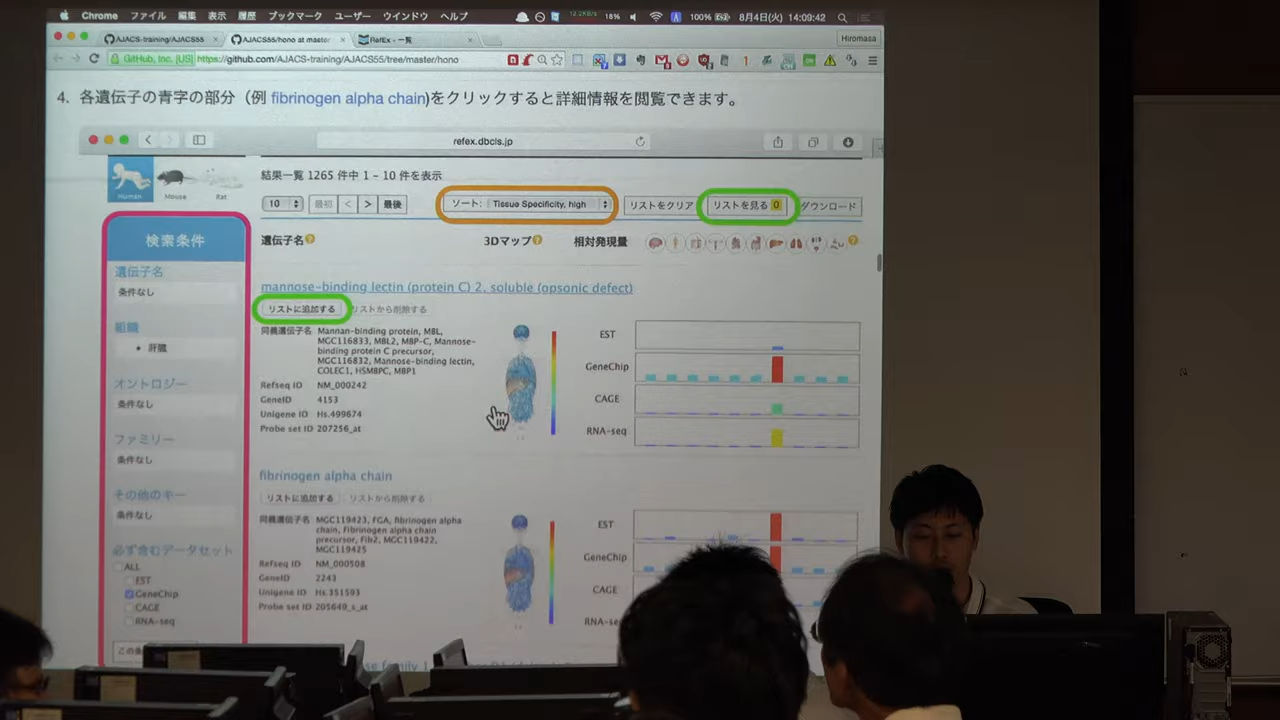 Chrome ファイル 編集 表示 履歴 ブックマーク ユーザー ウインドウ ヘルプ 18% 100% 8月4日(火) 14:09:42
AJACS-training/AJACS55 AJACS55/hono at master RefEx - 一覧 Hiromasa
GitHub, Inc. [US] https://github.com/AJACS-training/AJACS55/tree/master/hono
4. 各遺伝子の青字の部分（例 fibrinogen alpha chain)をクリックすると詳細情報を閲覧できます。
refex.dbcls.jp
Human Mouse Rat
結果一覧 1265 件中 1 - 10 件を表示
10 最初 < > 最後 ソート: Tissue Specificity, high リストをクリア リストを見る 0 ダウンロード
検索条件
遺伝子名 3Dマップ 相対発現量
遺伝子名
条件なし
組織
・肝臓
オントロジー
条件なし
ファミリー
条件なし
その他のキー
条件なし
必ず含むデータセット
ALL
EST
GeneChip
CAGE
RNA-seq
mannose-binding lectin (protein C) 2, soluble (opsonic defect)
リストに追加する リストから削除する
同義遺伝子名 Mannan-binding protein, MBL,
MGC116833, MBL2, MBP-C, Mannose-
binding protein C precursor,
MGC116832, Mannose-binding lectin,
COLEC1, HSMBPC, MBP1
Refseq ID NM_000242
GeneID 4153
Unigene ID Hs.499674
Probe set ID 207256_at
EST
GeneChip
CAGE
RNA-seq
fibrinogen alpha chain
リストに追加する リストから削除する
同義遺伝子名 MGC119423, FGA, fibrinogen alpha
chain, Fibrinogen alpha chain
precursor, Fib2, MGC119422,
MGC119425
Refseq ID NM_000508
GeneID 2243
Unigene ID Hs.351593
Probe set ID 205649_s_at
EST
GeneChip
CAGE
RNA-se